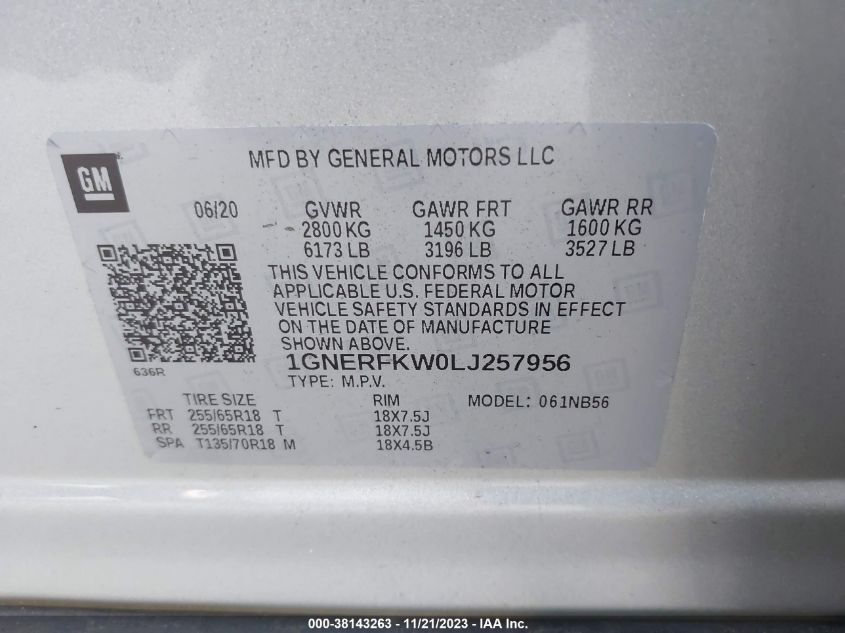 MFD BY GENERAL MOTORS LLC
GM
06/20 GVWR GAWR FRT GAWR RR
2800 KG 1450 KG 1600 KG
6173 LB 3196 LB 3527 LB
THIS VEHICLE CONFORMS TO ALL
APPLICABLE U.S. FEDERAL MOTOR
VEHICLE SAFETY STANDARDS IN EFFECT
ON THE DATE OF MANUFACTURE
SHOWN ABOVE.
1GNERFKW0LJ257956
636R
TYPE: M.P.V.
TIRE SIZE RIM MODEL: 061NB56
FRT 255/65R18 T 18X7.5J
RR 255/65R18 T 18X7.5J
SPA T135/70R18 M 18X4.5B
000-38143263 - 11/21/2023 - IAA Inc.